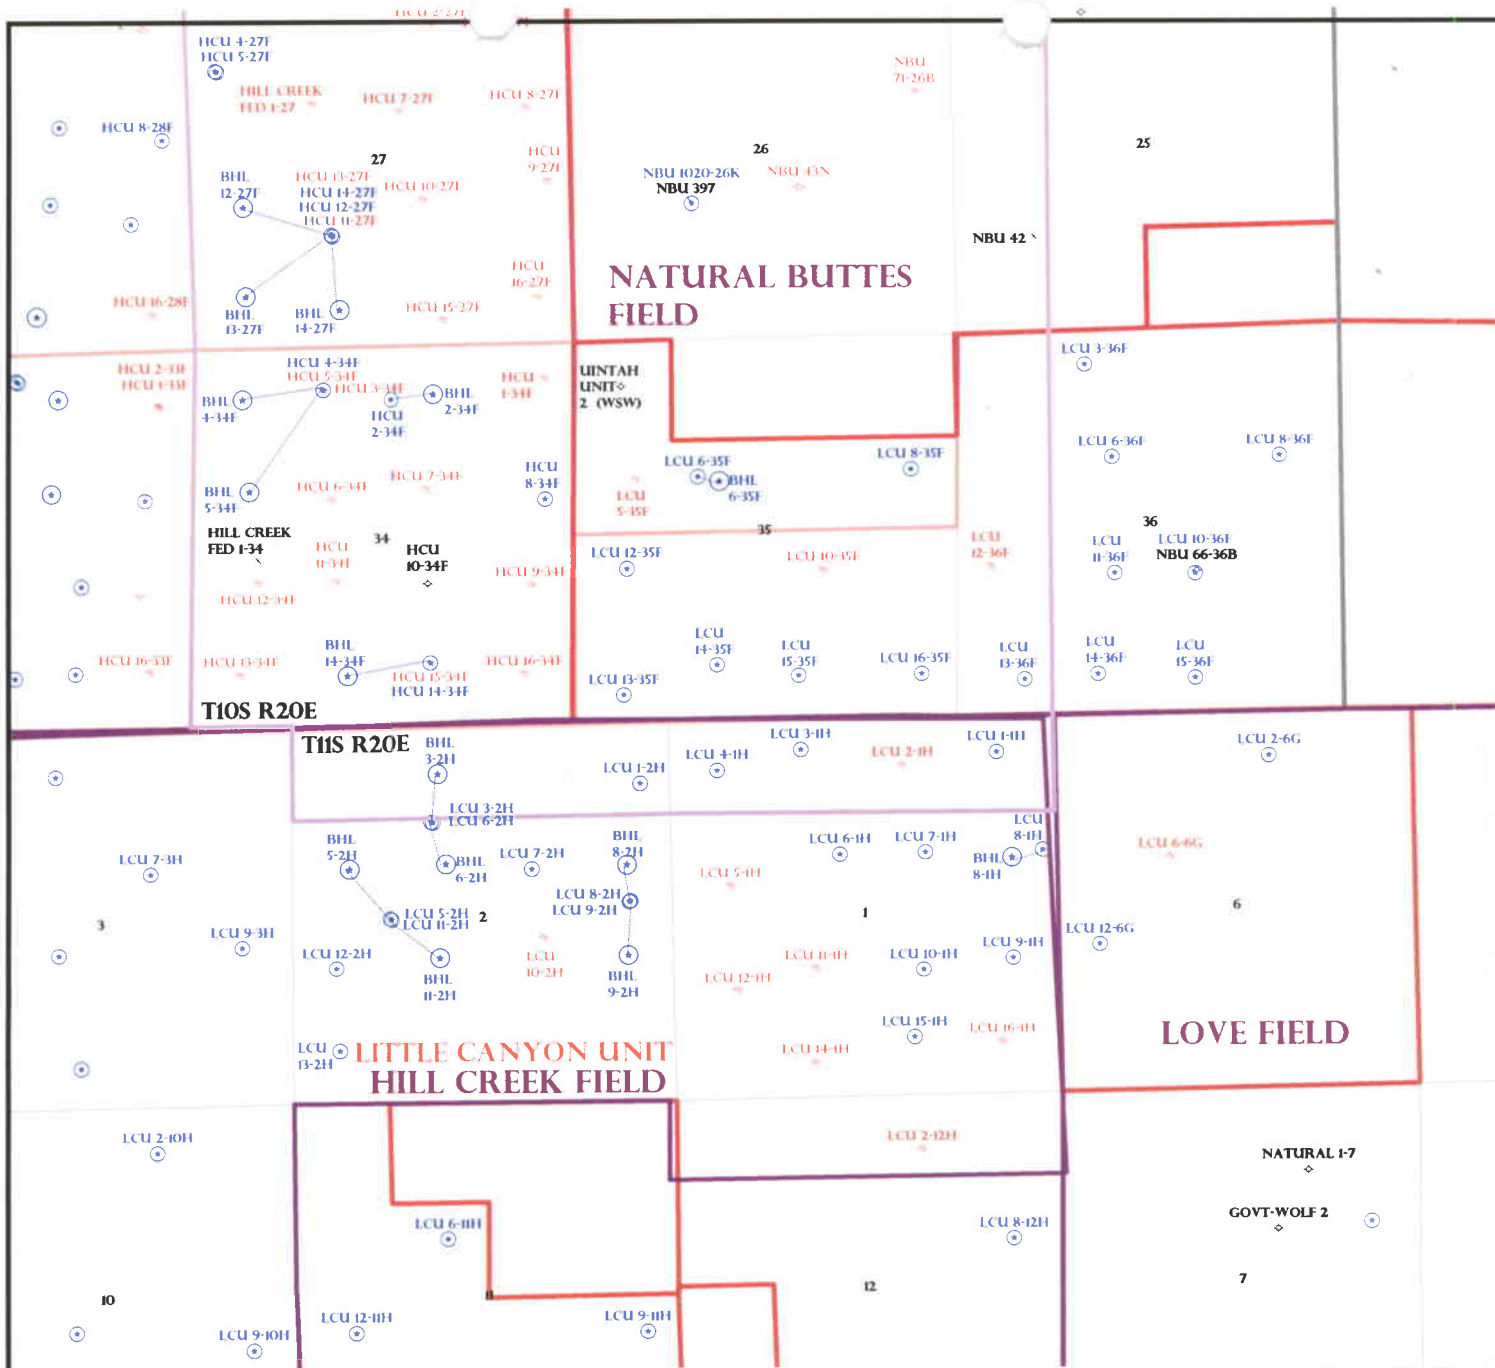 HCU 2-27F
HCU 4-27F
HCU 5-27F
HILL CREEK
FED 1-27
HCU 7-27F
HCU 8-27F
NBU
71-26B
HCU 8-28F
27
26
25
HCU
9-27F
BHL
12-27F
HCU 13-27F
HCU 14-27F
HCU 12-27F
HCU 11-27F
HCU 10-27F
NBU 1020-26K
NBU 397
NBU 43N
NBU 42
NATURAL BUTTES
FIELD
HCU
16-27F
HCU 16-28F
BHL
13-27F
BHL
14-27F
HCU 15-27F
HCU 2-33F
HCU 1-33F
HCU 4-34F
HCU 5-34F
HCU 3-34F
BHL
4-34F
HCU
2-34F
BHL
2-34F
HCU
1-34F
UINTAH
UNIT
2 (WSW)
LCU 3-36F
LCU 6-36F
LCU 8-36F
LCU 6-35F
BHL
6-35F
LCU 8-35F
BHL
5-34F
HCU 6-34F
HCU 7-34F
HCU
8-34F
LCU
5-35F
35
36
HILL CREEK
FED 1-34
34
HCU
11-34F
HCU
10-34F
HCU 9-34F
LCU 12-35F
LCU 10-35F
LCU
12-36F
LCU
11-36F
LCU 10-36F
NBU 66-36B
HCU 12-34F
HCU 16-33F
HCU 13-34F
BHL
14-34F
HCU 15-34F
HCU 14-34F
HCU 16-34F
LCU 13-35F
LCU
14-35F
LCU
15-35F
LCU 16-35F
LCU
13-36F
LCU
14-36F
LCU
15-36F
T10S R20E
T11S R20E
BHL
3-2H
LCU 1-2H
LCU 4-1H
LCU 3-1H
LCU 2-1H
LCU 1-1H
LCU 2-6G
LCU 3-2H
LCU 6-2H
BHL
5-2H
BHL
6-2H
LCU 7-2H
BHL
8-2H
LCU 6-1H
LCU 7-1H
LCU
8-1H
BHL
8-1H
LCU 6-6G
LCU 7-3H
LCU 5-1H
LCU 8-2H
LCU 9-2H
LCU 5-2H
LCU 11-2H
2
1
6
3
LCU 9-3H
LCU 12-2H
BHL
11-2H
LCU
10-2H
BHL
9-2H
LCU 12-1H
LCU 11-1H
LCU 10-1H
LCU 9-1H
LCU 12-6G
LCU 15-1H
LCU 16-1H
LCU 14-1H
LOVE FIELD
LCU
13-2H
LITTLE CANYON UNIT
HILL CREEK FIELD
LCU 2-10H
LCU 2-12H
NATURAL 1-7
GOVT-WOLF 2
LCU 6-11H
LCU 8-12H
10
11
12
7
LCU 9-10H
LCU 12-11H
LCU 9-11H